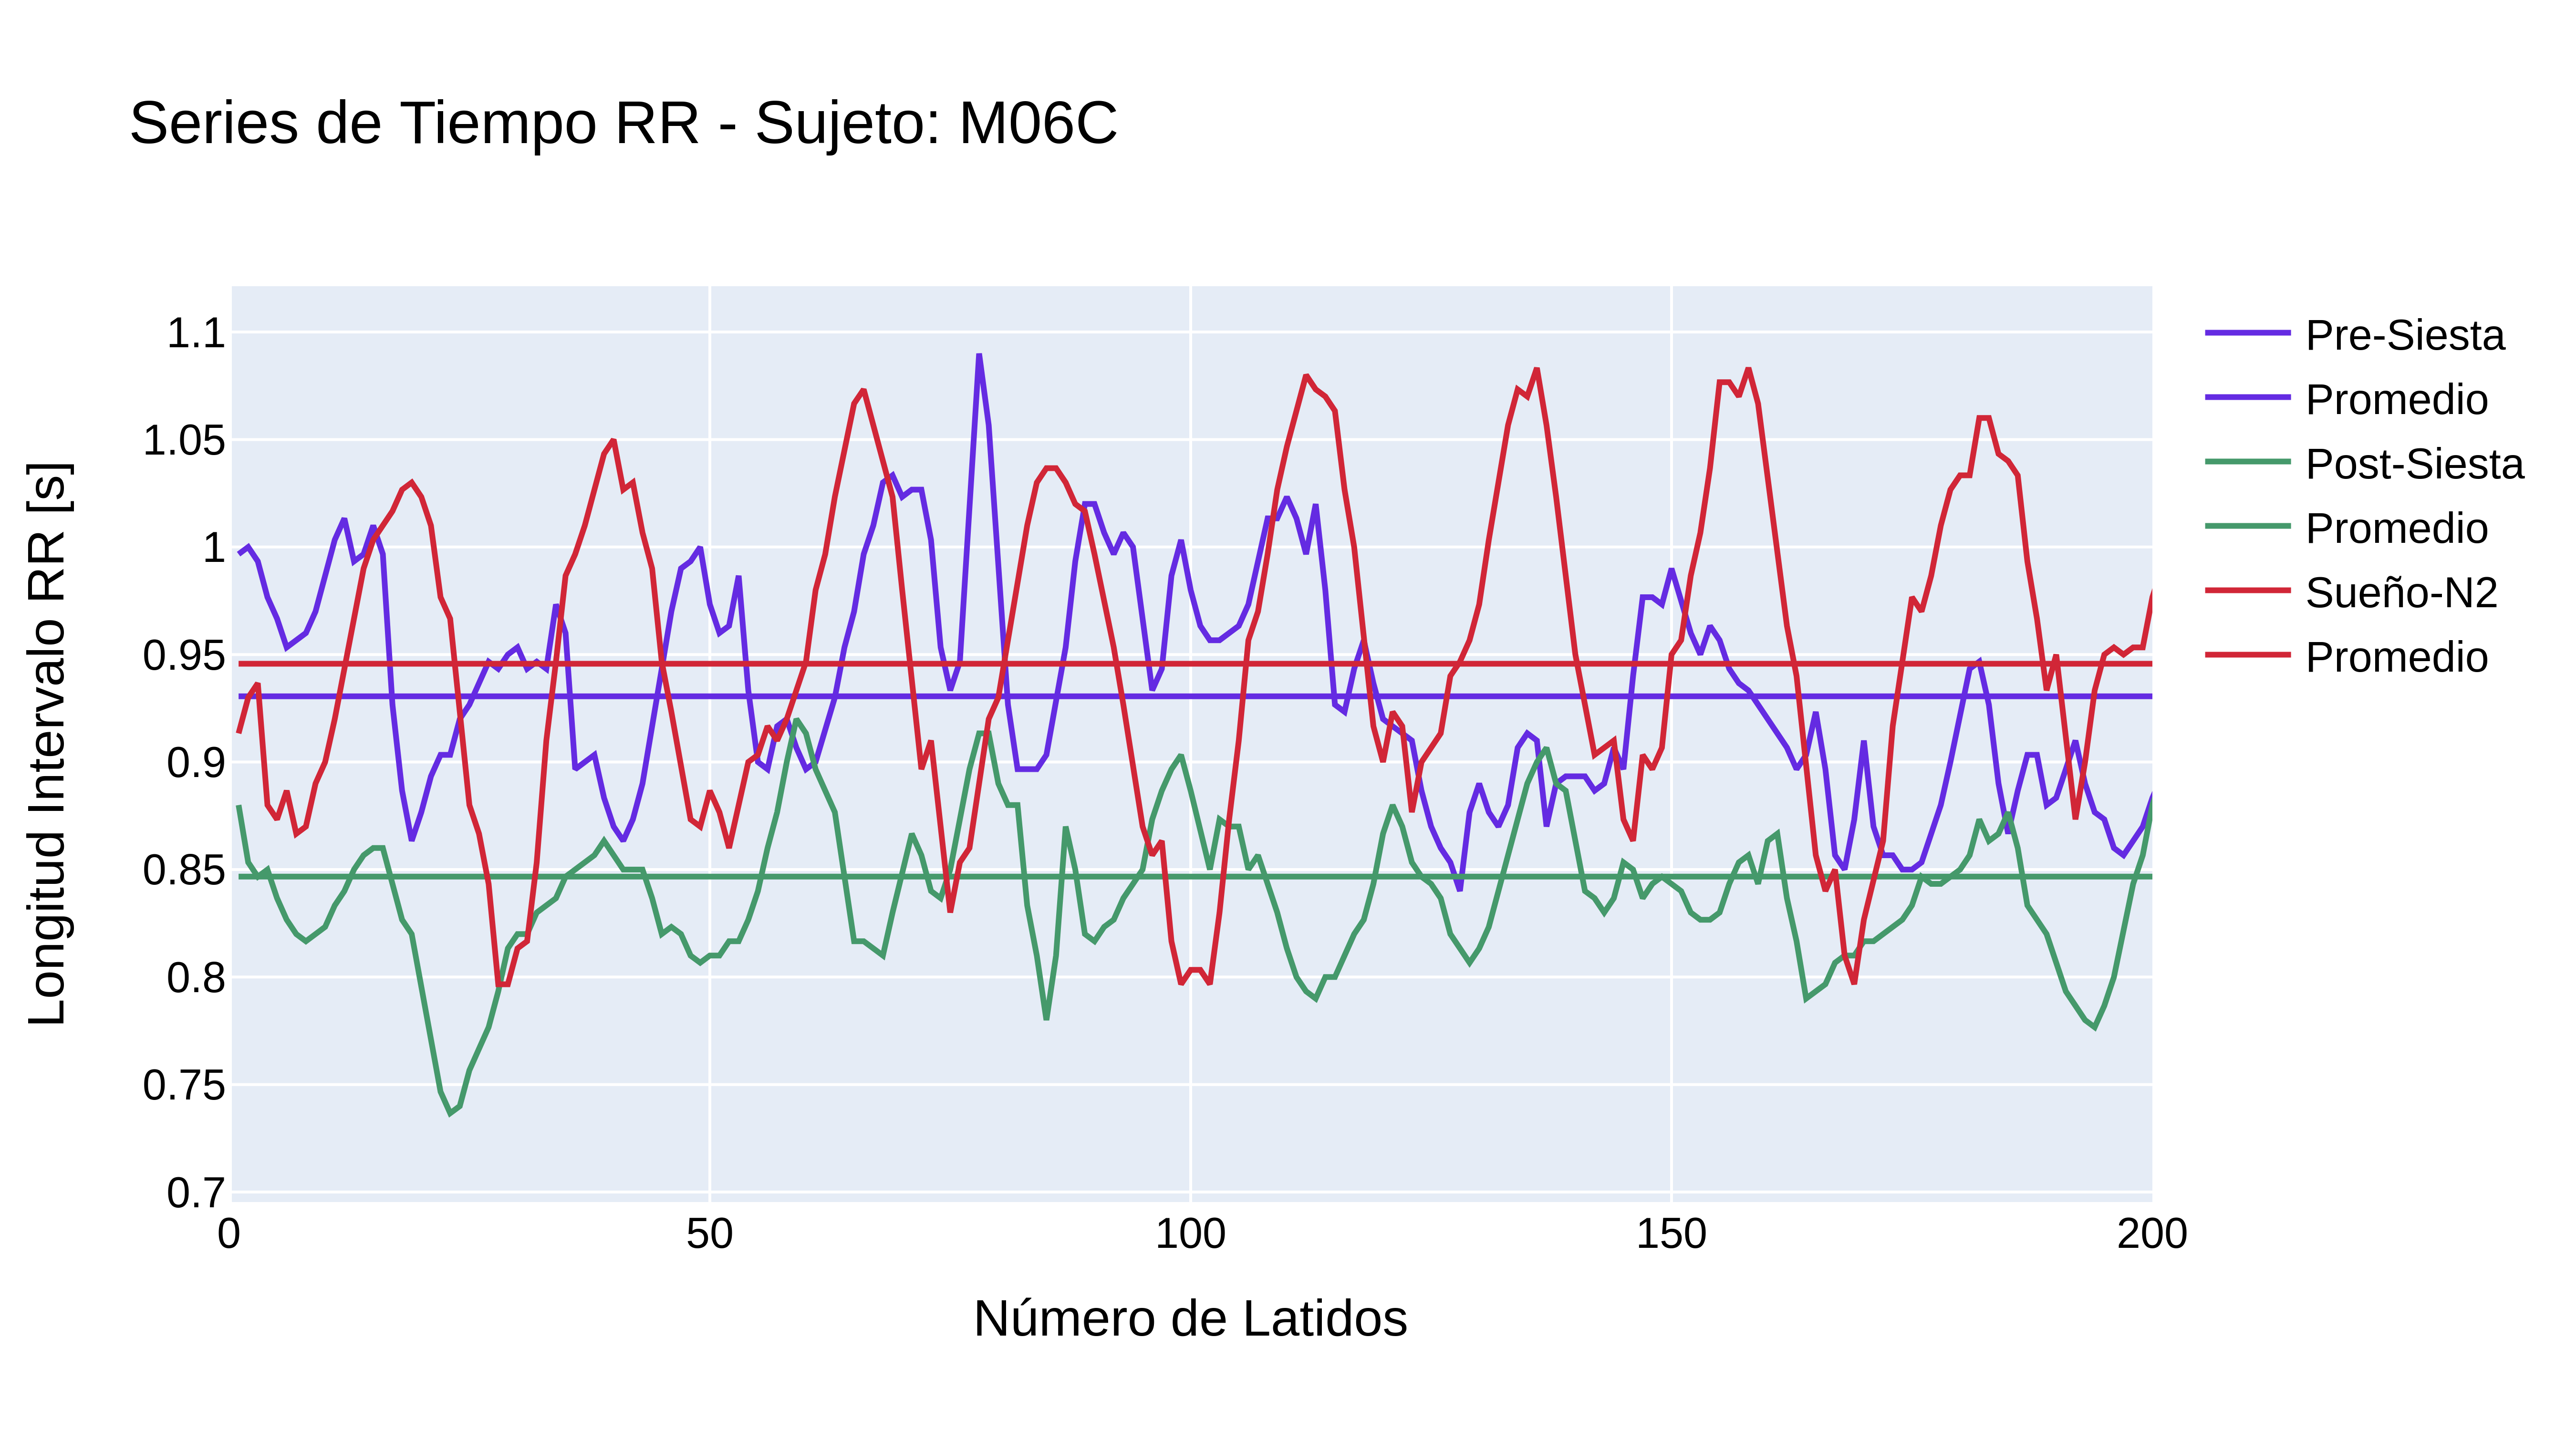 Series de Tiempo RR - Sujeto: M06C
Longitud Intervalo RR [s]
1.1
1.05
1
0.95
0.9
0.85
0.8
0.75
0.7
0
50
100
150
200
Número de Latidos
Pre-Siesta
Promedio
Post-Siesta
Promedio
Sueño-N2
Promedio